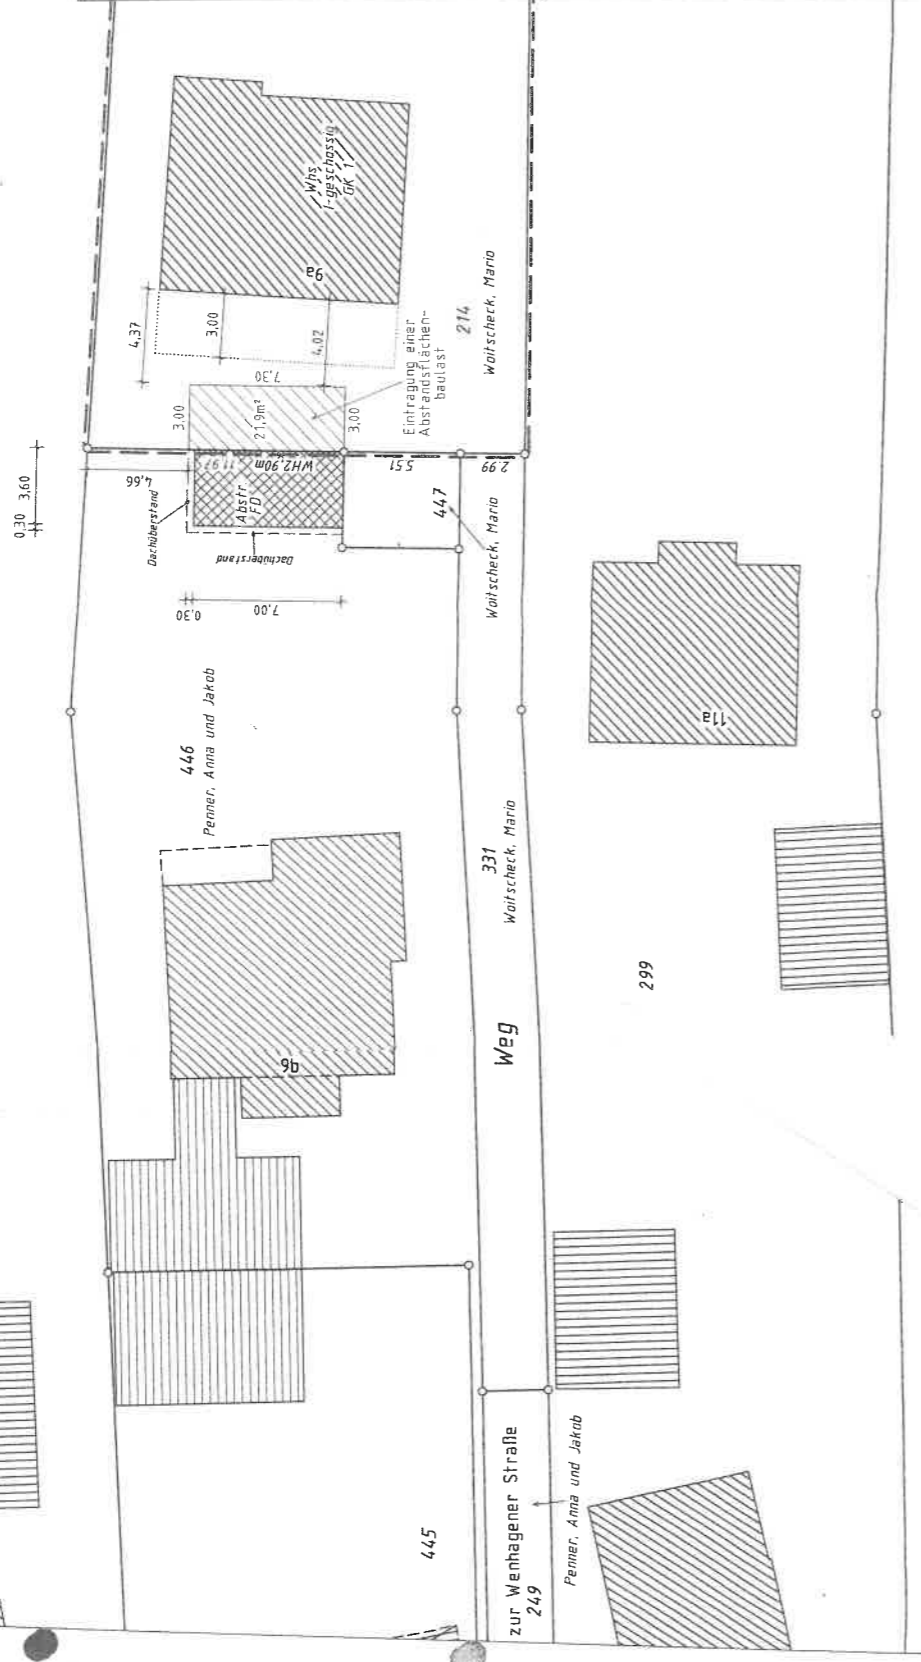 Whs
I-geschossig
GK 1
9a
4,37
3,00
4,02
7,30
3,00
21,9m²
3,00
Eintragung einer
Abstandsflächen-
baulast
214
Woitscheck, Mario
0,30 3,60
4,66
11,97
WH2,90m
Abstr.
FD
5.51
2.99
Dachüberstand
Dachüberstand
447
Woitscheck, Mario
0,30
7,00
446
Penner, Anna und Jakob
11a
331
Woitscheck, Mario
299
Weg
9b
445
zur Wenhagener Straße
249
Penner, Anna und Jakob